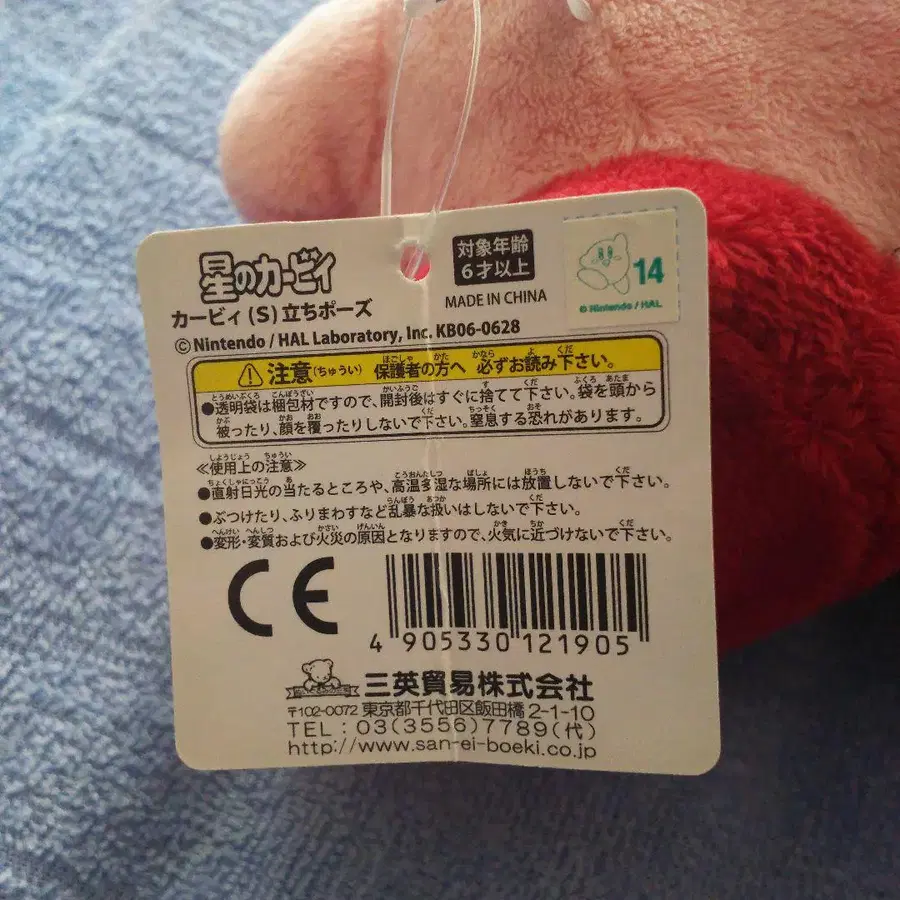 星のカービィ
カービィ(S)立ちポーズ
対象年齢
6才以上
MADE IN CHINA
14
©Nintendo / HAL
©Nintendo / HAL Laboratory, Inc. KB06-0628
注意(ちゅうい) 保護者の方へ 必ずお読み下さい。
●透明袋は梱包材ですので、開封後はすぐに捨てて下さい。袋を頭から
被ったり、顔を覆ったりしないで下さい。窒息する恐れがあります。
≪使用上の注意≫
●直射日光の当たるところや、高温多湿な場所には放置しないで下さい。
●ぶつけたり、ふりまわすなど乱暴な扱いはしないで下さい。
●変形・変質および火災の原因となりますので、火気に近づけないで下さい。
CE
4 905330 121905
三英貿易株式会社
〒102-0072 東京都千代田区飯田橋 2-1-10
TEL : 03(3556)7789(代)
http://www.san-ei-boeki.co.jp